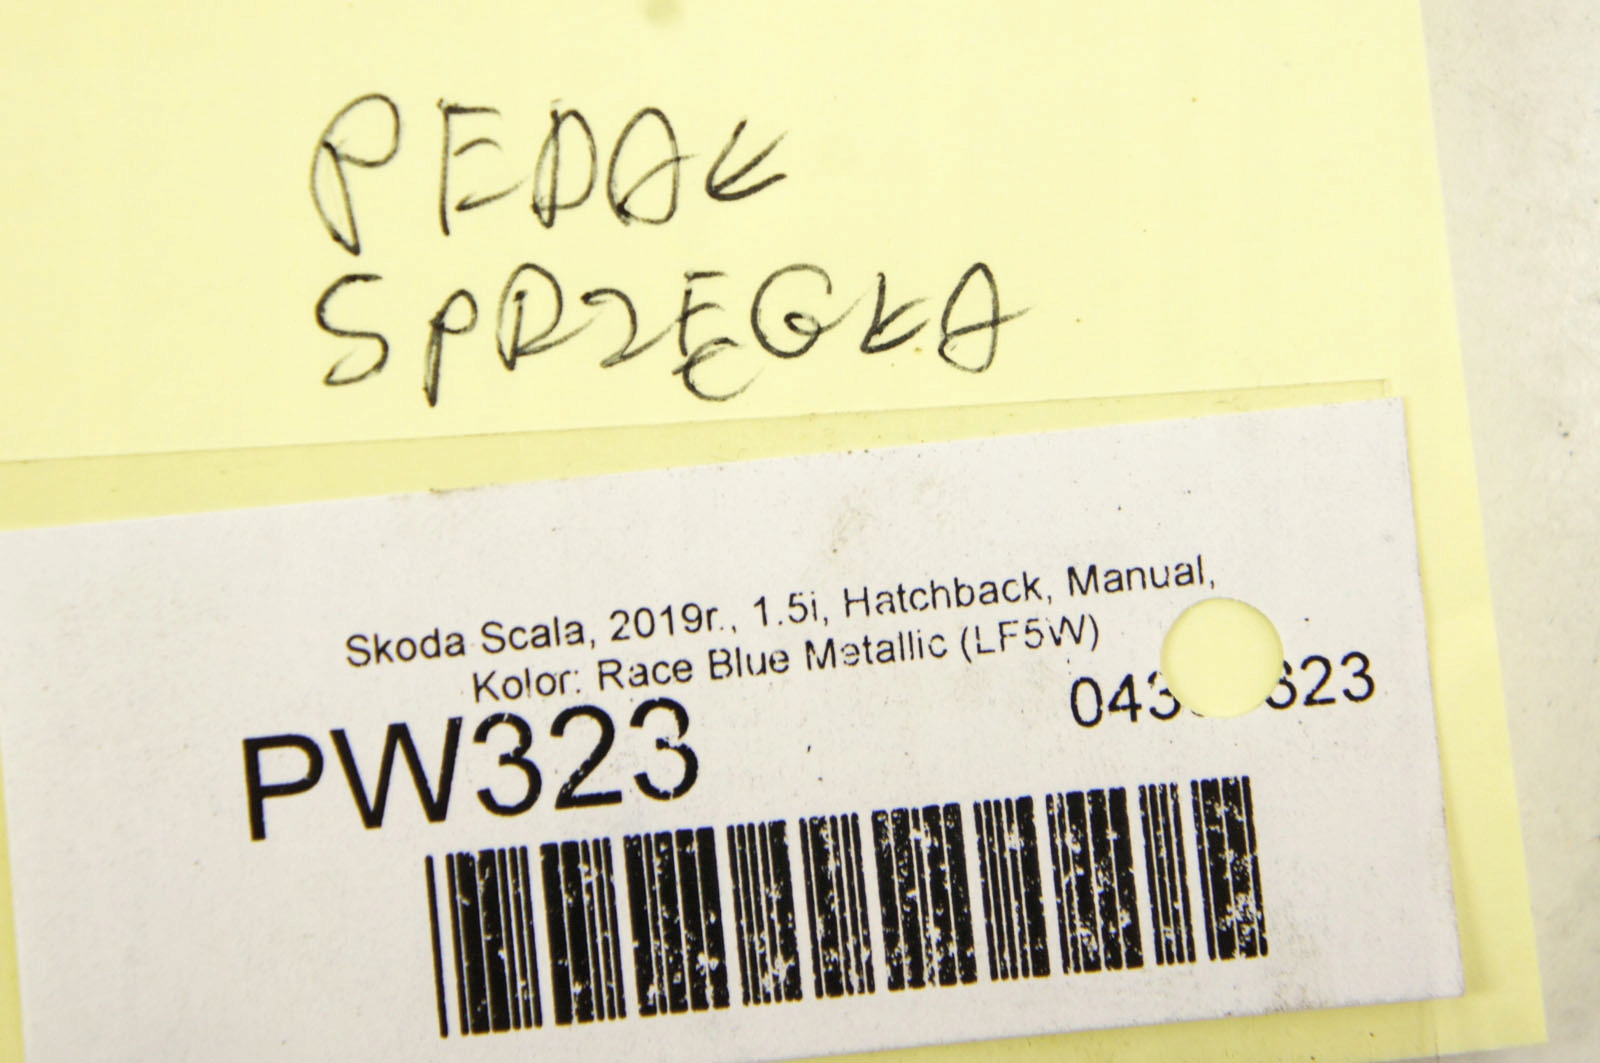 PEDAŁ
SPRZĘGŁA
Skoda Scala, 2019r., 1.5i, Hatchback, Manual,
Kolor: Race Blue Metallic (LF5W)
PW323